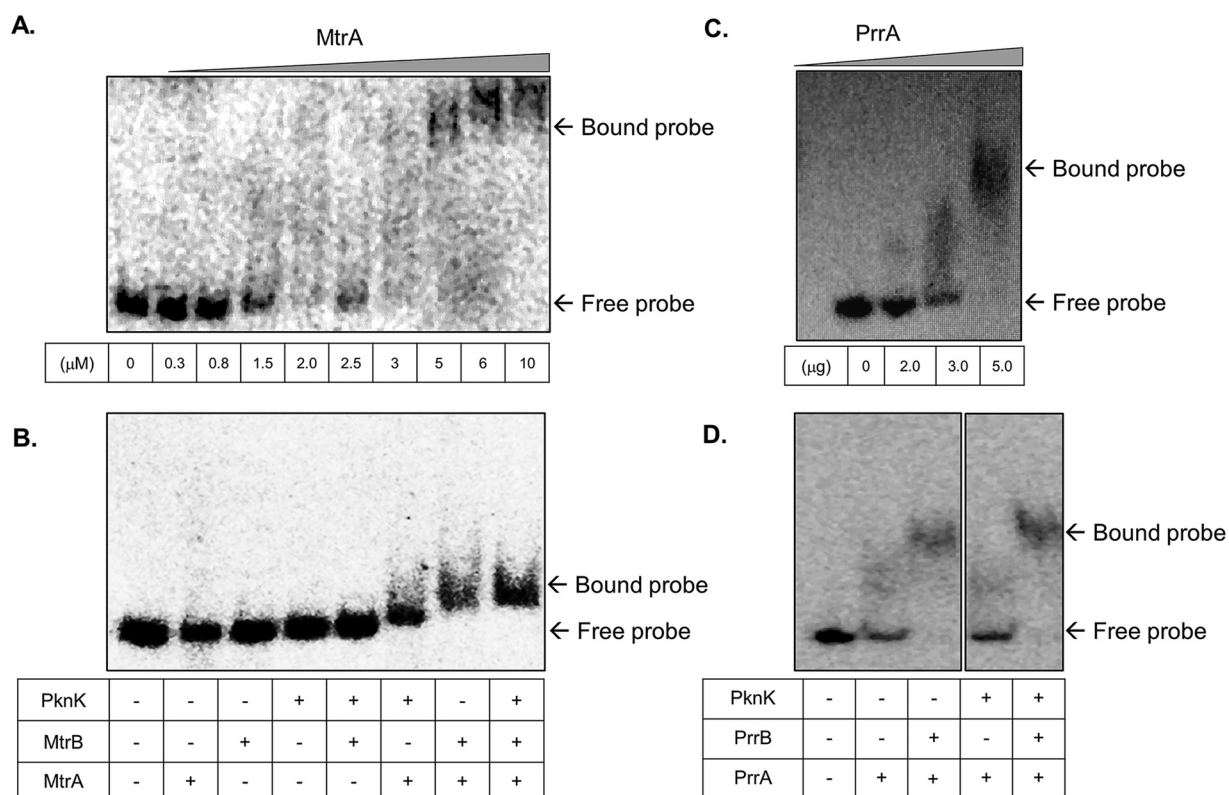 A.
MtrA
← Bound probe
← Free probe
(μM) 0 0.3 0.8 1.5 2.0 2.5 3 5 6 10
B.
← Bound probe
← Free probe
PknK - - - + + + - +
MtrB - - + - + - + +
MtrA - + - - - + + +
C.
PrrA
← Bound probe
← Free probe
(μg) 0 2.0 3.0 5.0
D.
← Bound probe
← Free probe
PknK - - - + +
PrrB - - + - +
PrrA - + + + +